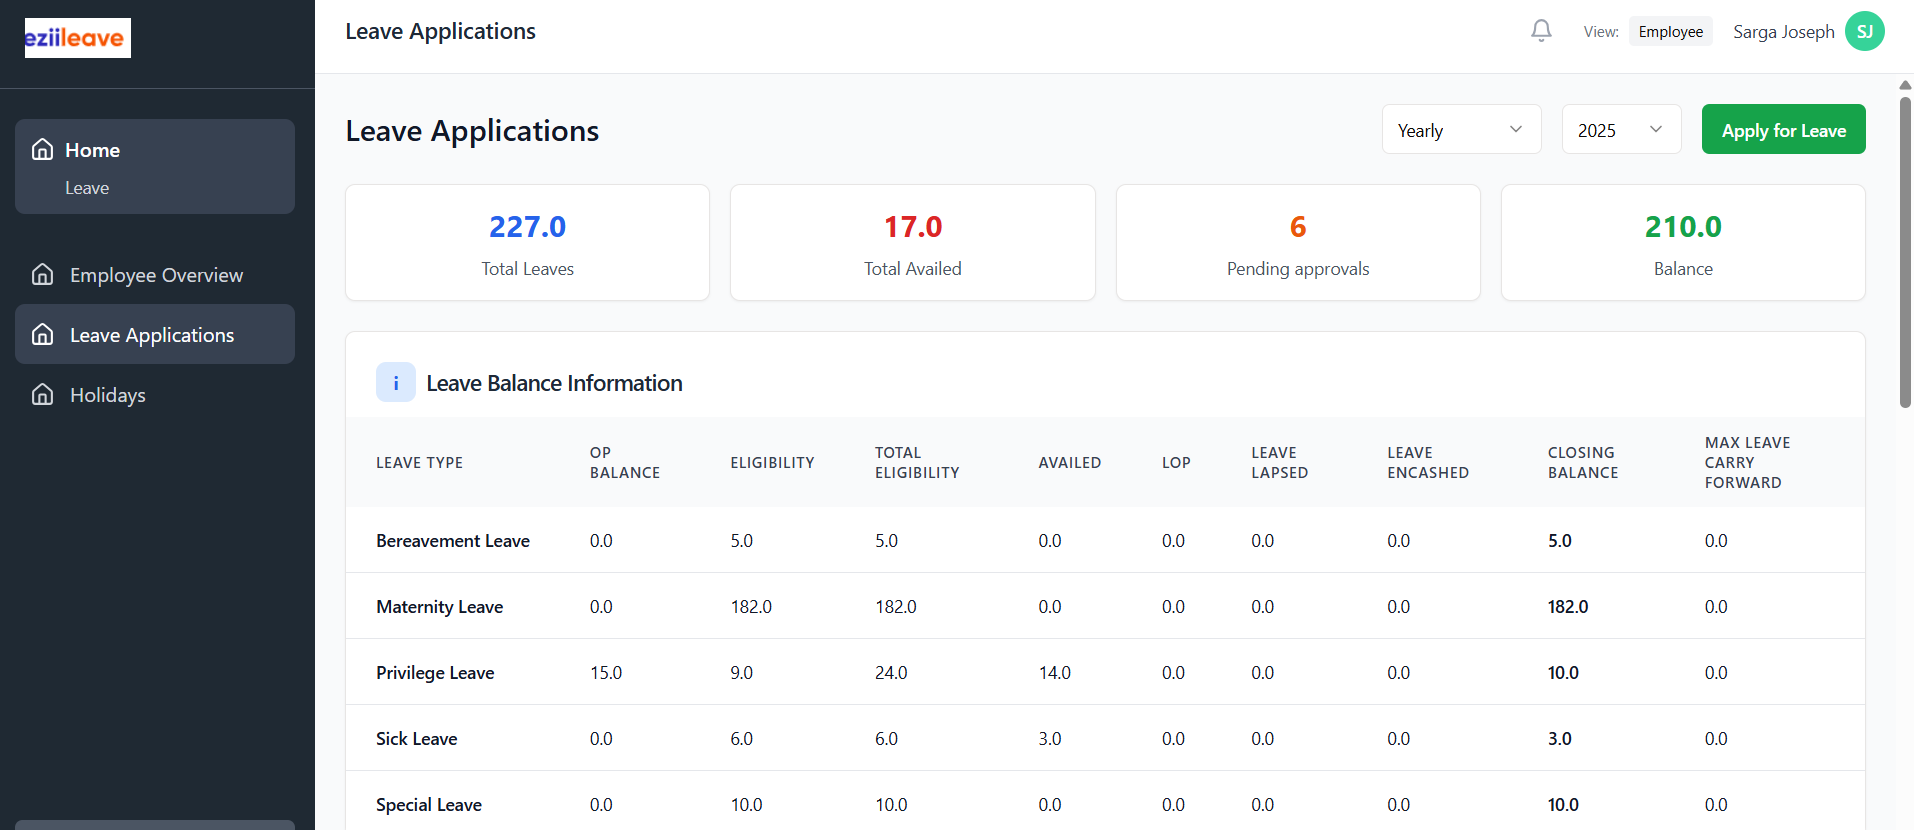 eziileave
Leave Applications
View: Employee Sarga Joseph SJ
Home
Leave
Employee Overview
Leave Applications
Holidays
Leave Applications
Yearly 2025 Apply for Leave
227.0 17.0 6 210.0
Total Leaves Total Availed Pending approvals Balance
i Leave Balance Information
LEAVE TYPE OP BALANCE ELIGIBILITY TOTAL ELIGIBILITY AVAILED LOP LEAVE LAPSED LEAVE ENCASHED CLOSING BALANCE MAX LEAVE CARRY FORWARD
Bereavement Leave 0.0 5.0 5.0 0.0 0.0 0.0 0.0 5.0 0.0
Maternity Leave 0.0 182.0 182.0 0.0 0.0 0.0 0.0 182.0 0.0
Privilege Leave 15.0 9.0 24.0 14.0 0.0 0.0 0.0 10.0 0.0
Sick Leave 0.0 6.0 6.0 3.0 0.0 0.0 0.0 3.0 0.0
Special Leave 0.0 10.0 10.0 0.0 0.0 0.0 0.0 10.0 0.0